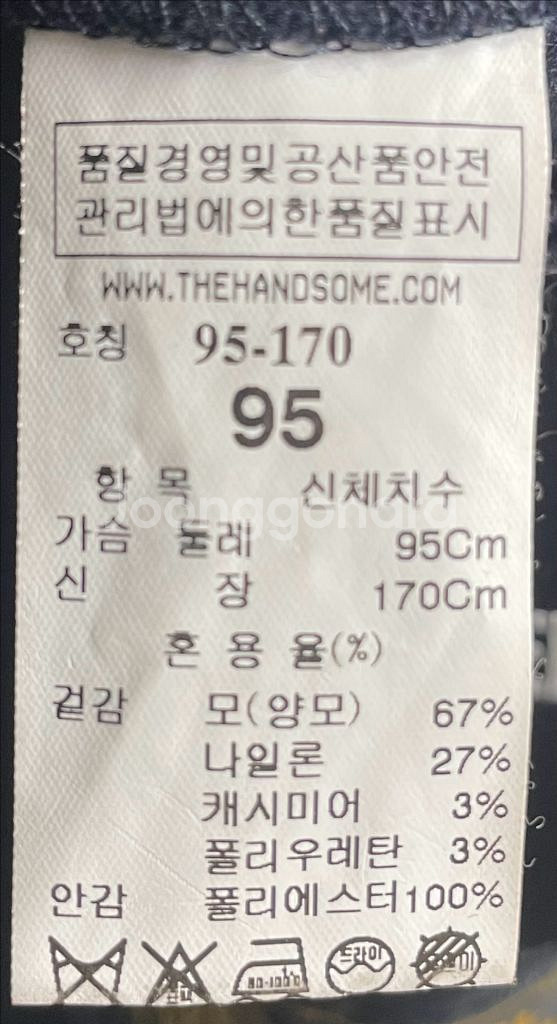 품질경영및공산품안전
관리법에의한품질표시
WWW.THEHANDSOME.COM
호칭 95-170
95
항 목 신체치수
가슴 둘레 95Cm
신 장 170Cm
혼 용 율(%)
겉감 모(양모) 67%
나일론 27%
캐시미어 3%
폴리우레탄 3%
안감 폴리에스터100%
드라이